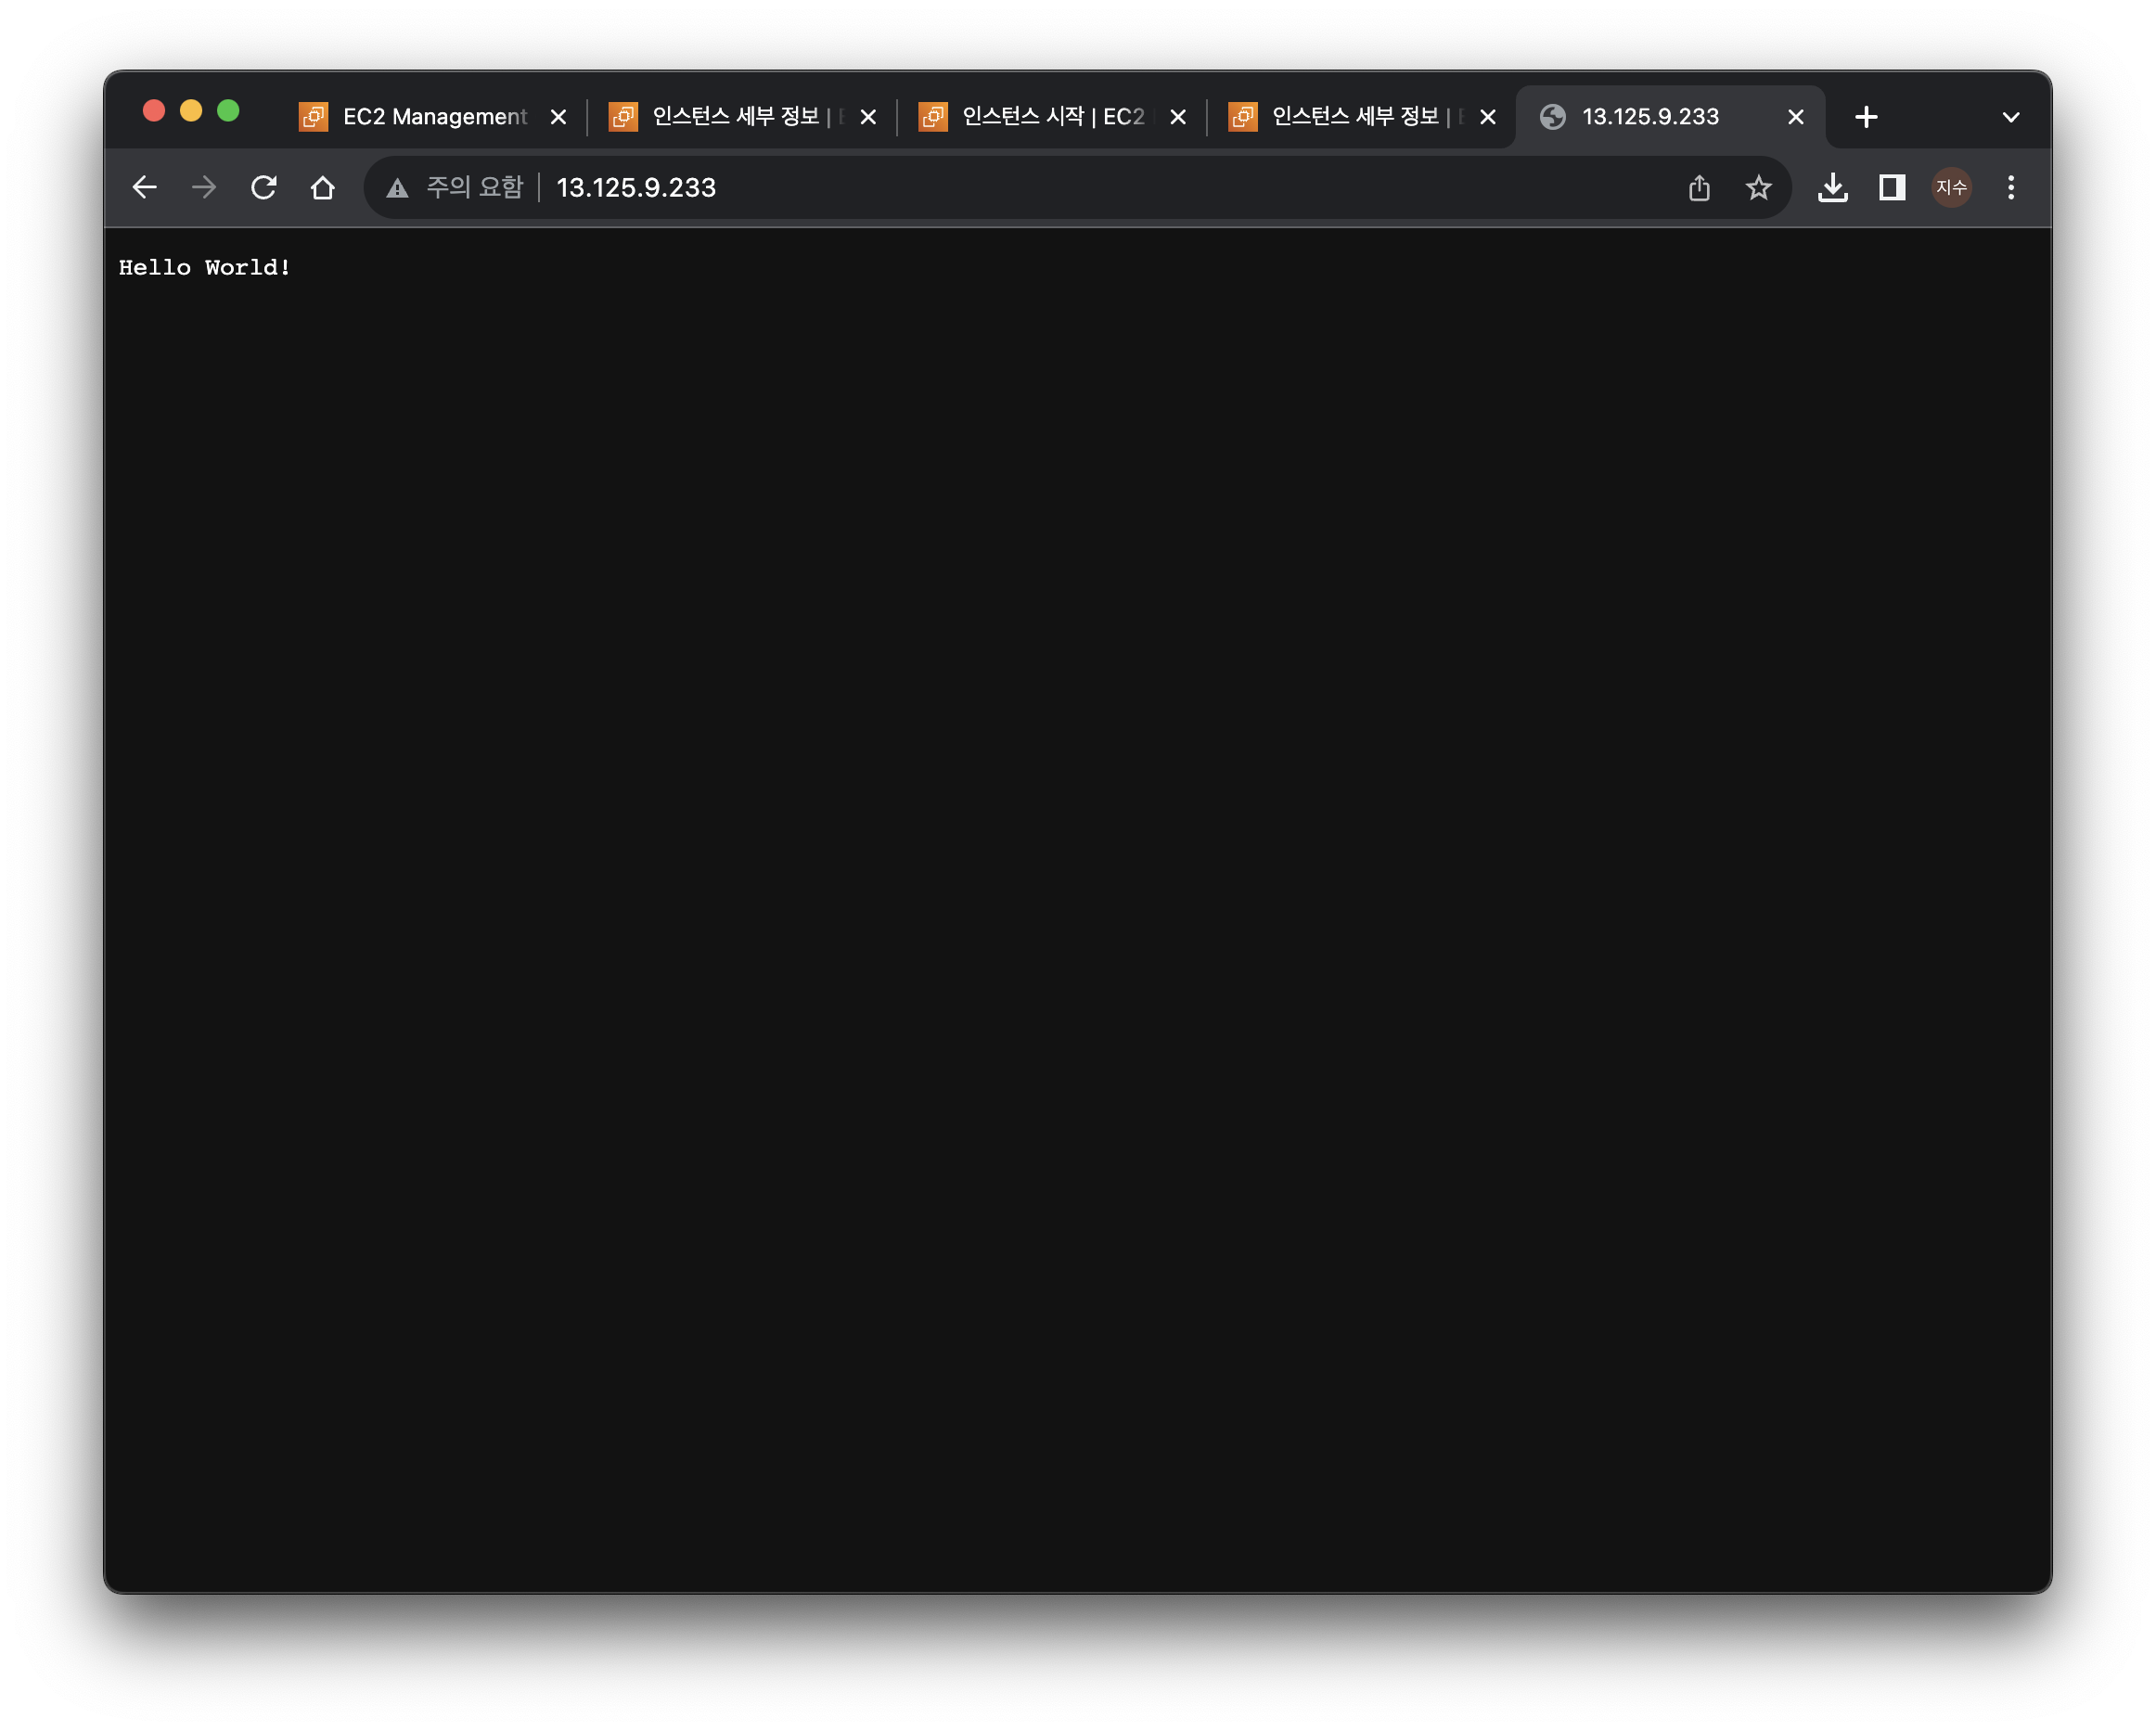 EC2 Management
인스턴스 세부 정보 |
인스턴스 시작 | EC2
인스턴스 세부 정보 |
13.125.9.233
주의 요함
13.125.9.233
지수
Hello World!